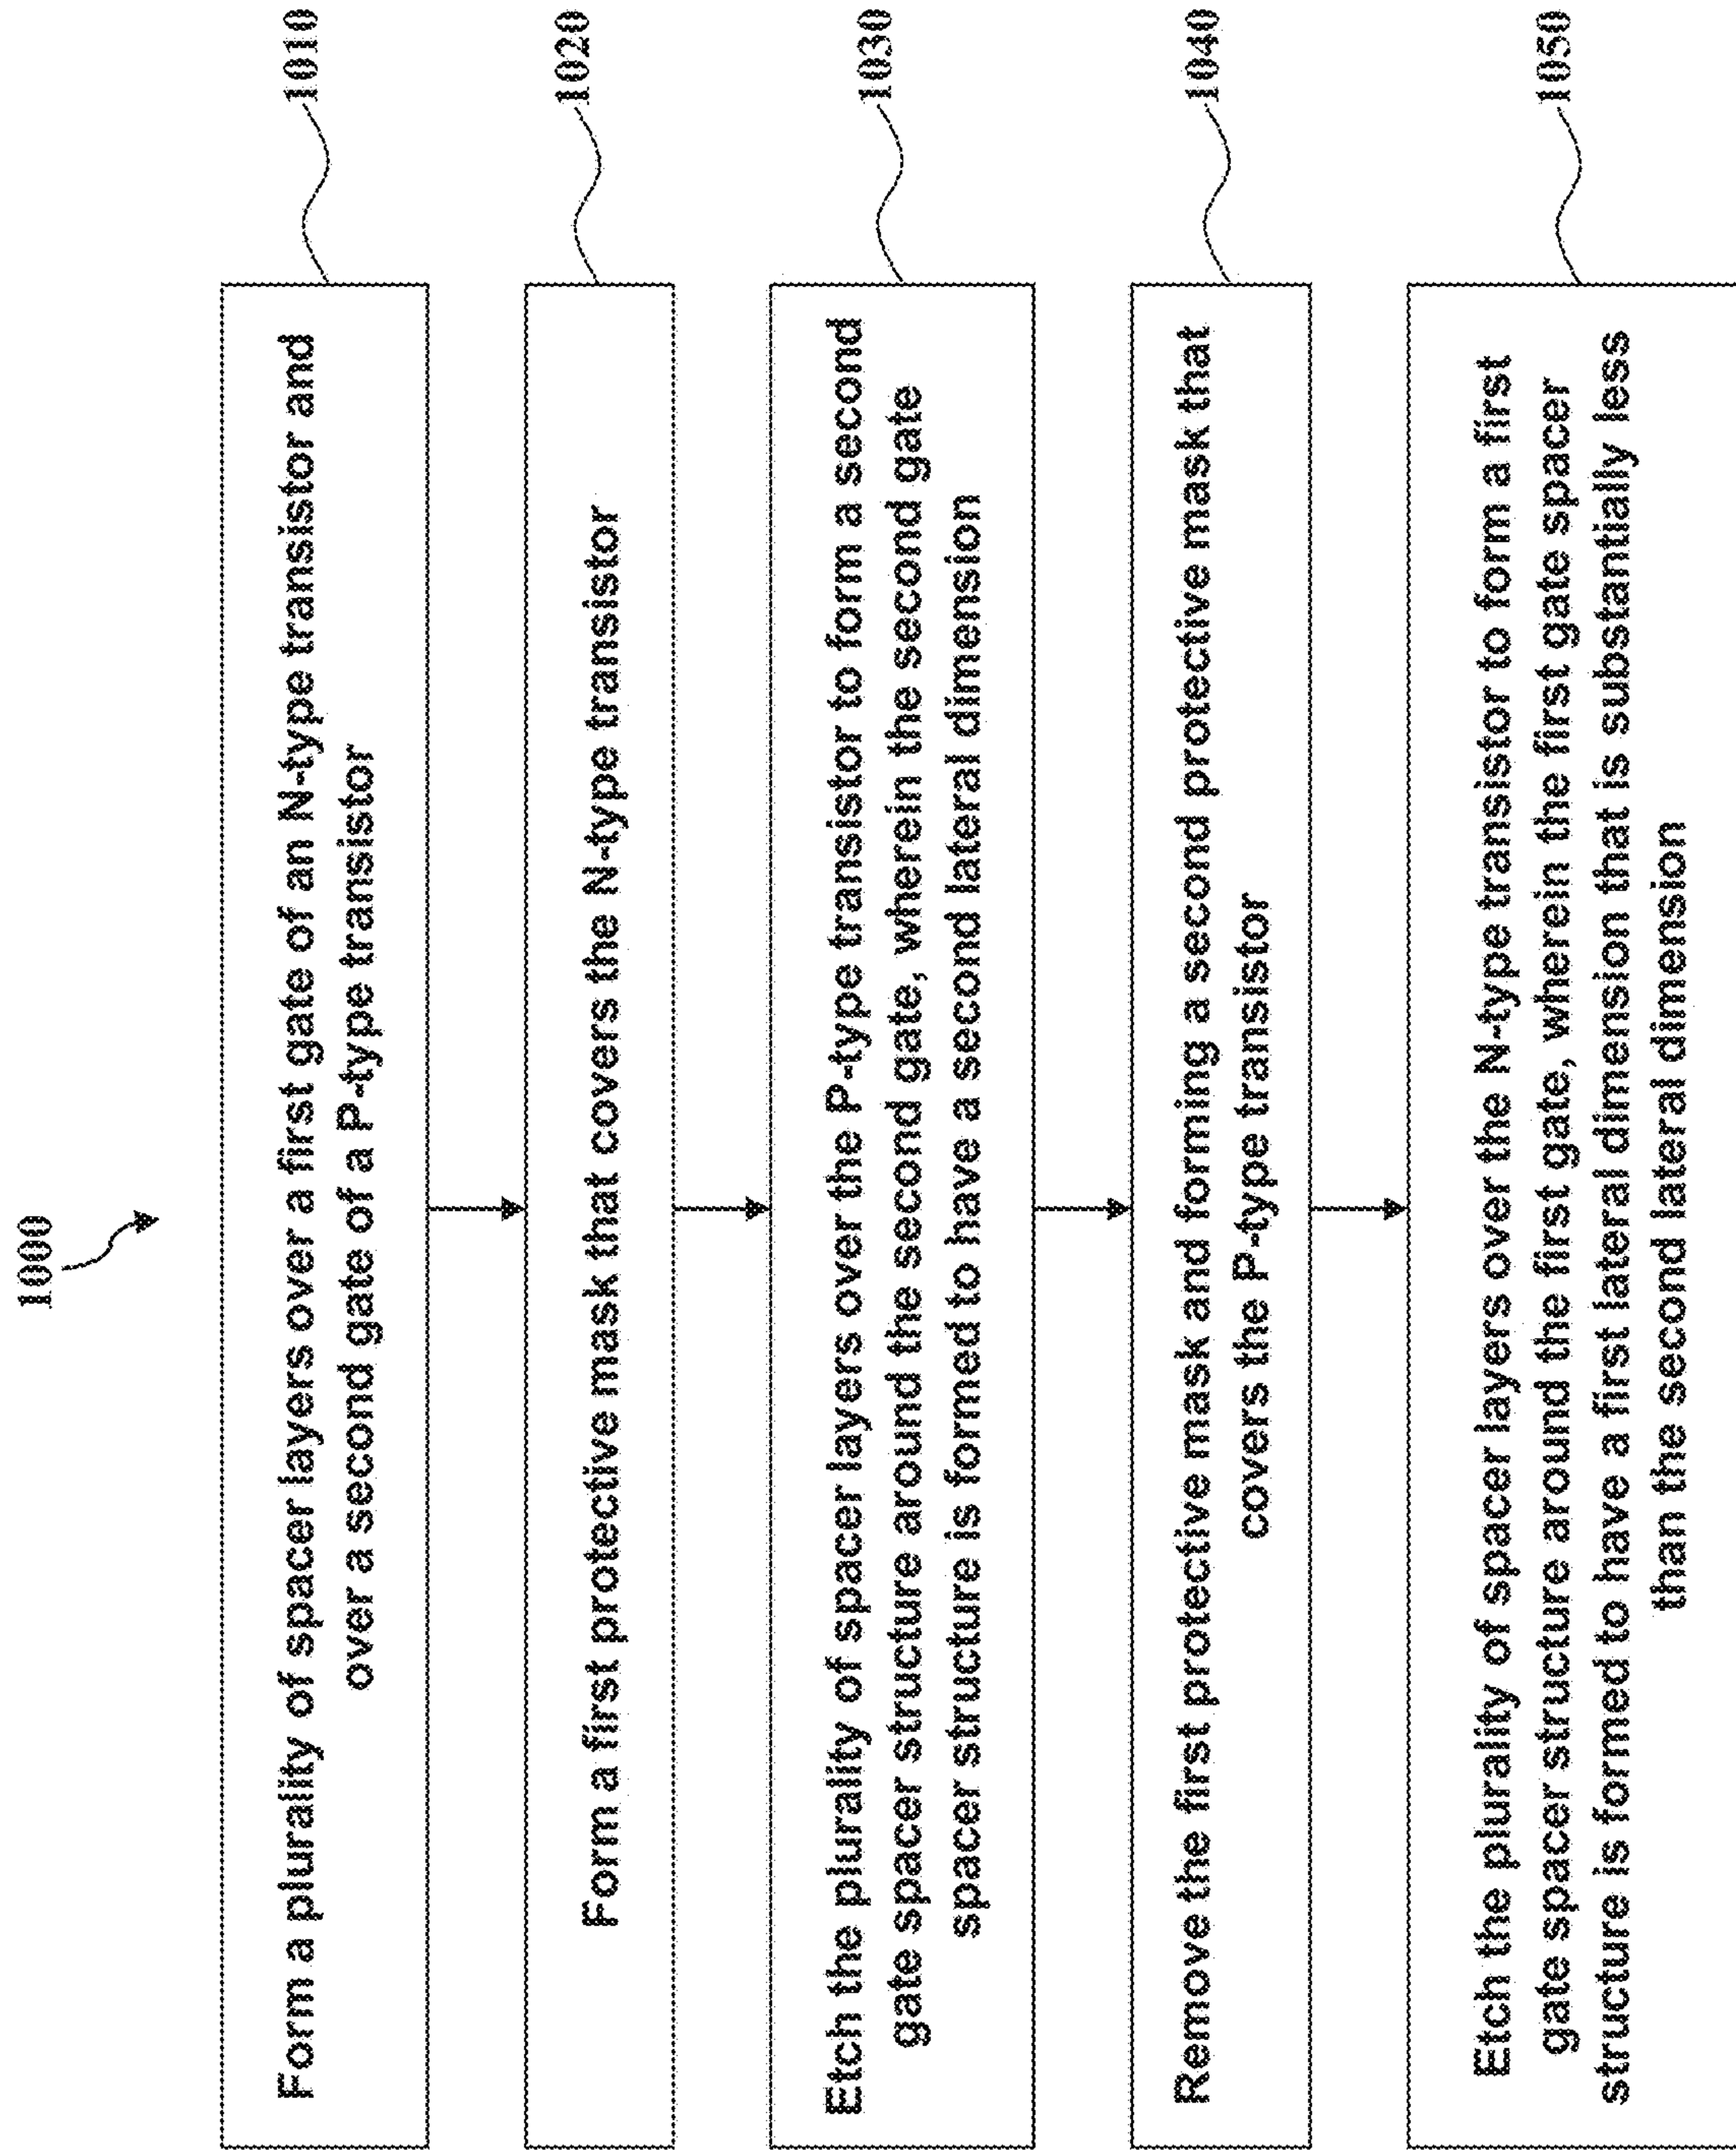 1000
Form a plurality of spacer layers over a first gate of an N-type transistor and
over a second gate of a P-type transistor
1010
Form a first protective mask that covers the N-type transistor
1020
Etch the plurality of spacer layers over the P-type transistor to form a second
gate spacer structure around the second gate, wherein the second gate
spacer structure is formed to have a second lateral dimension
1030
Remove the first protective mask and forming a second protective mask that
covers the P-type transistor
1040
Etch the plurality of spacer layers over the N-type transistor to form a first
gate spacer structure around the first gate, wherein the first gate spacer
structure is formed to have a first lateral dimension that is substantially less
than the second lateral dimension
1050